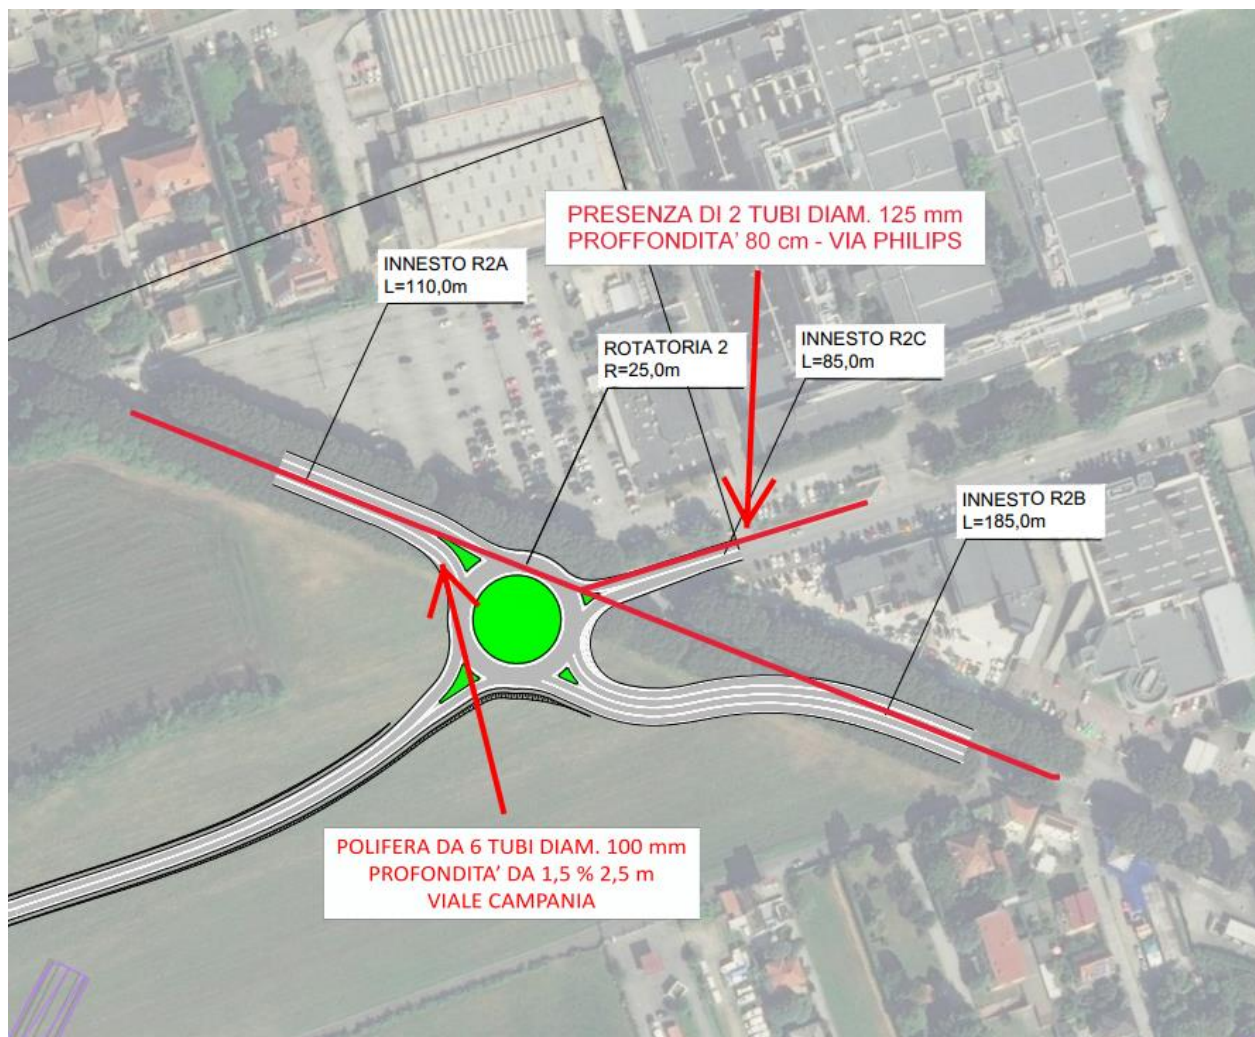 PRESENZA DI 2 TUBI DIAM. 125 mm
PROFFONDITA' 80 cm - VIA PHILIPS
INNESTO R2A
L=110,0m
ROTATORIA 2
R=25,0m
INNESTO R2C
L=85,0m
INNESTO R2B
L=185,0m
POLIFERA DA 6 TUBI DIAM. 100 mm
PROFONDITA' DA 1,5 % 2,5 m
VIALE CAMPANIA